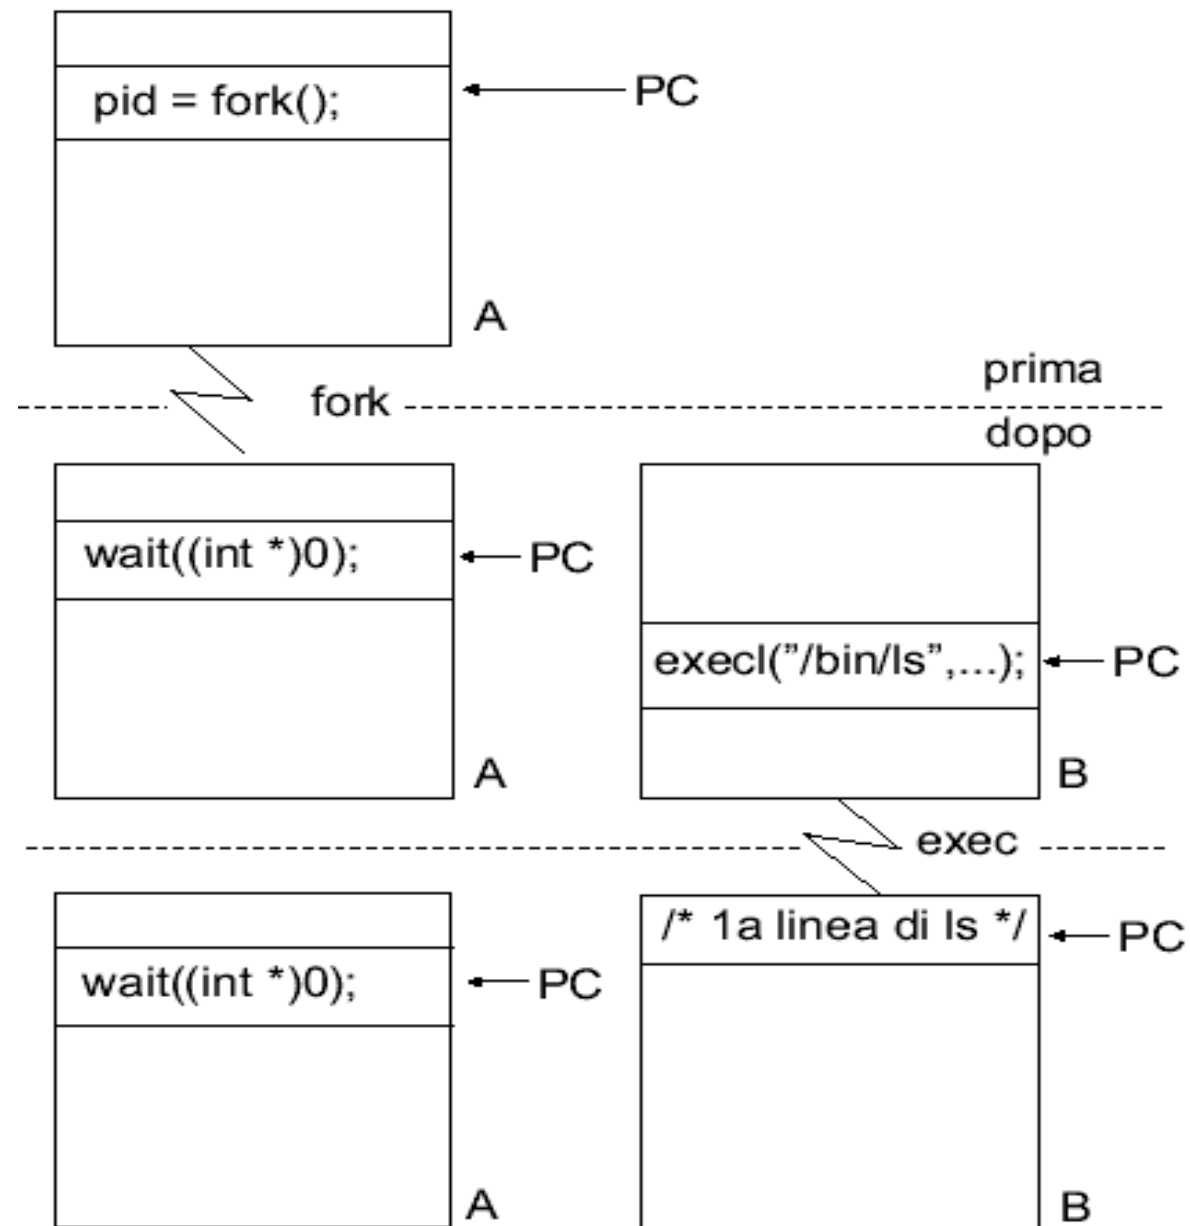 pid = fork();
PC
A
prima
fork
dopo
wait((int *)0);
PC
execl(”/bin/ls”,...);
PC
A
B
exec
/* 1a linea di ls */
PC
wait((int *)0);
PC
A
B